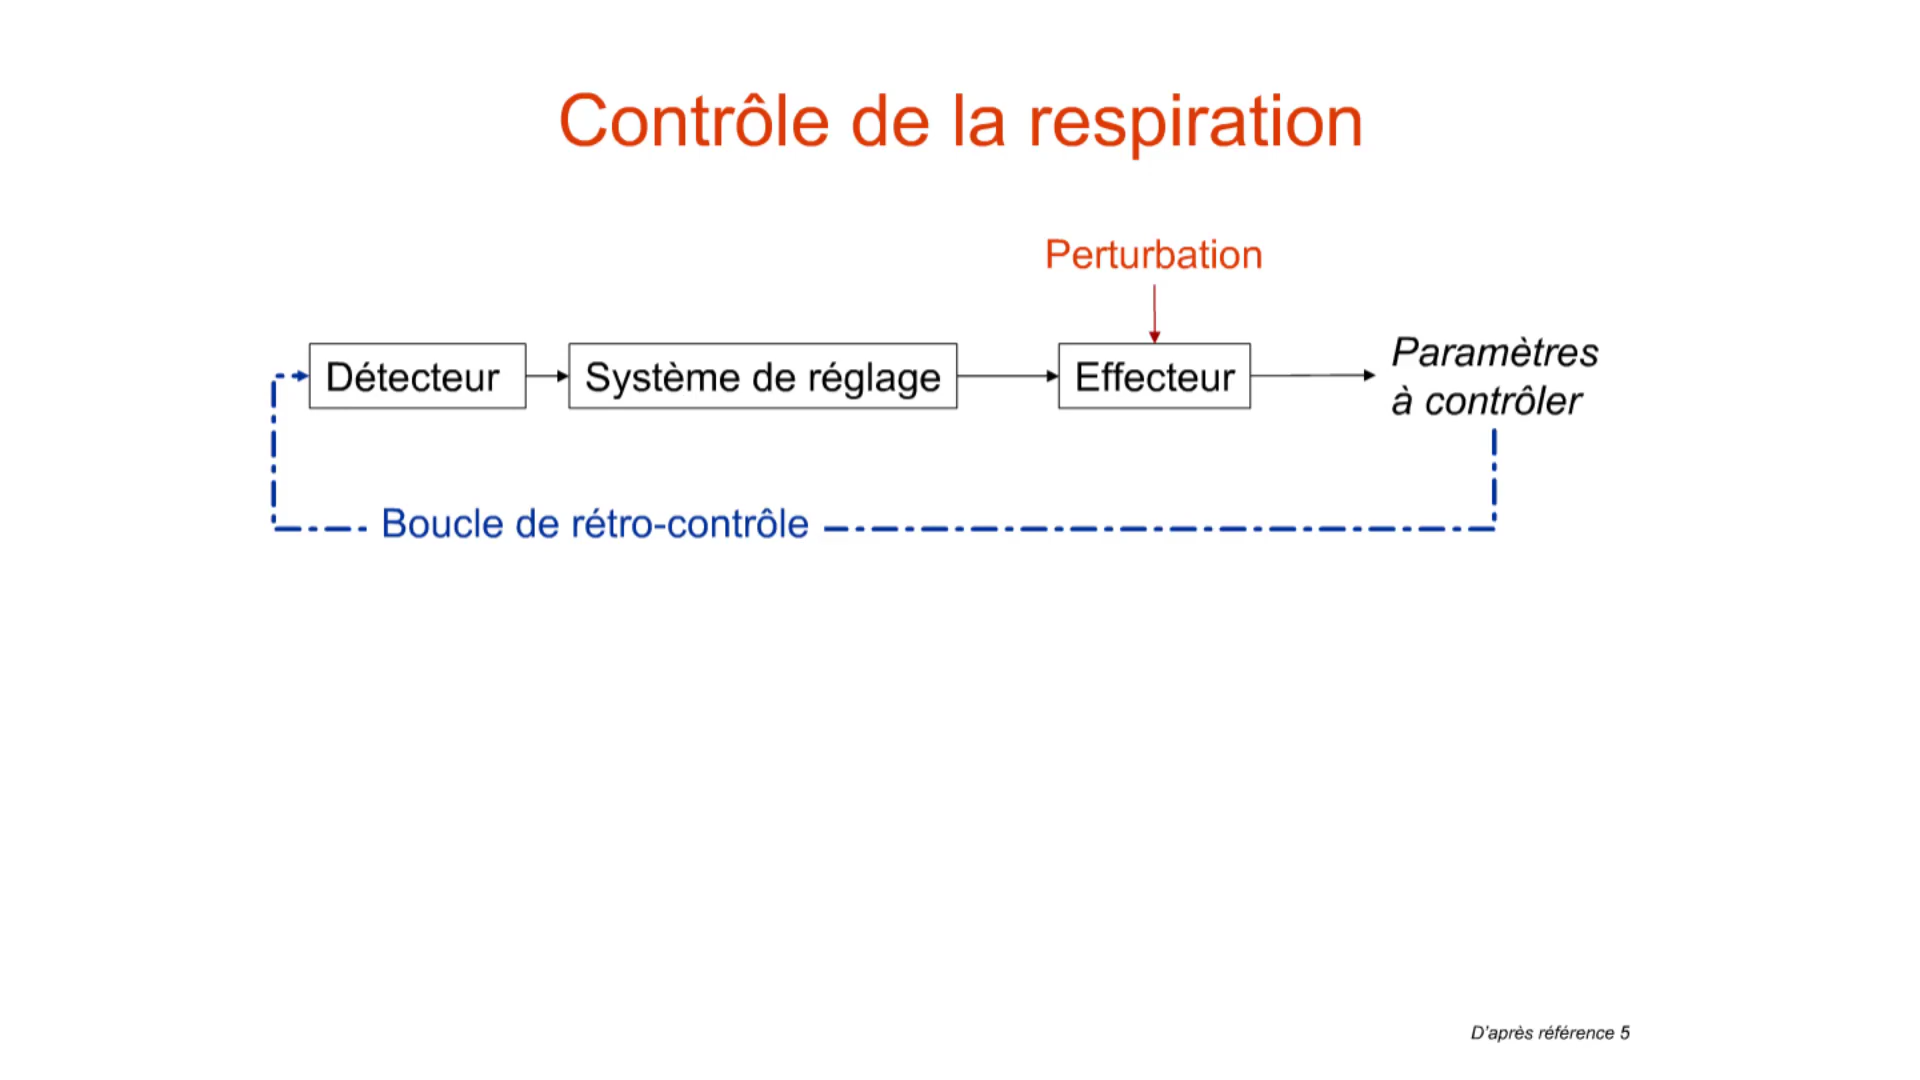 Contrôle de la respiration
Perturbation
Détecteur
Système de réglage
Effecteur
Paramètres
à contrôler
Boucle de rétro-contrôle
D'après référence 5